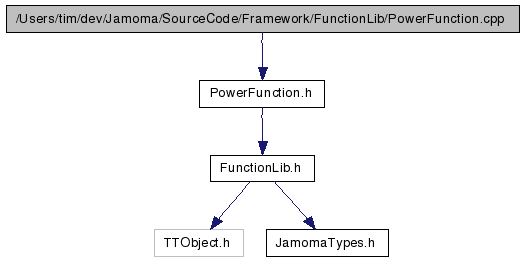 /Users/tim/dev/Jamoma/SourceCode/Framework/FunctionLib/PowerFunction.cpp
PowerFunction.h
FunctionLib.h
TTObject.h
JamomaTypes.h